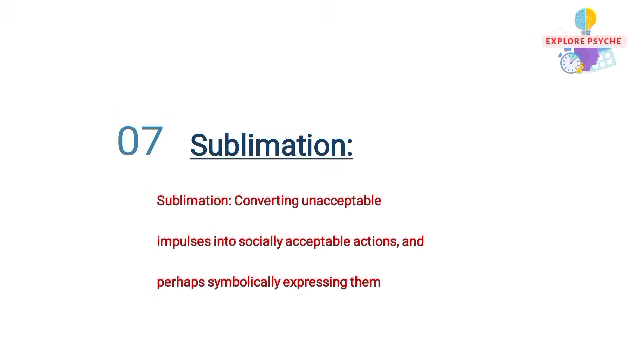 EXPLORE PSYCHE
07 Sublimation:
Sublimation: Converting unacceptable
impulses into socially acceptable actions, and
perhaps symbolically expressing them